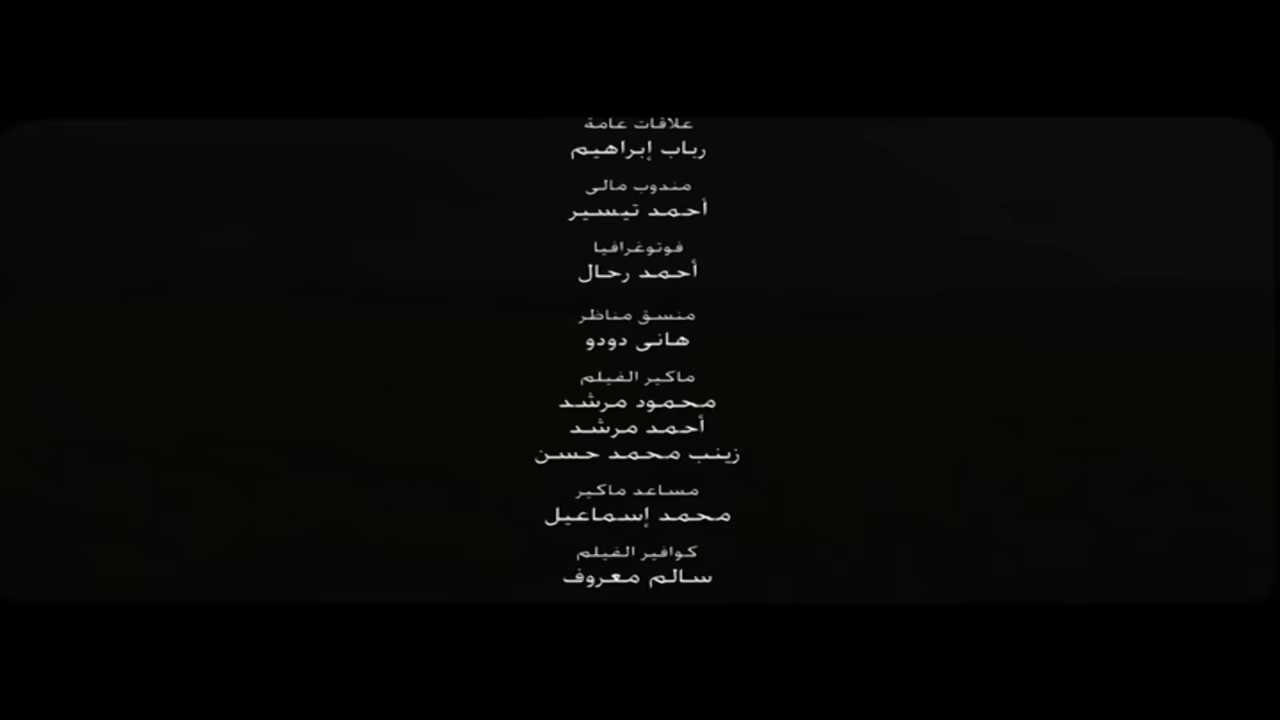 علاقات عامة
رباب إبراهيم
مندوب مالى
أحمد تيسير
فوتوغرافيا
أحمد رحال
منسق مناظر
هانى دودو
ماكير الفيلم
محمود مرشد
أحمد مرشد
زينب محمد حسن
مساعد ماكير
محمد إسماعيل
كوافير الفيلم
سالم معروف